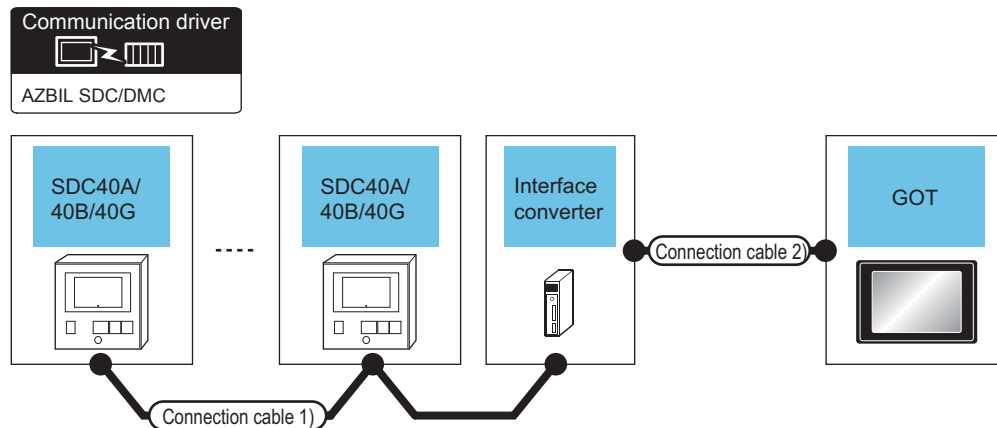 Communication driver
AZBIL SDC/DMC
SDC40A/
40B/40G
SDC40A/
40B/40G
Interface
converter
GOT
Connection cable 2)
Connection cable 1)